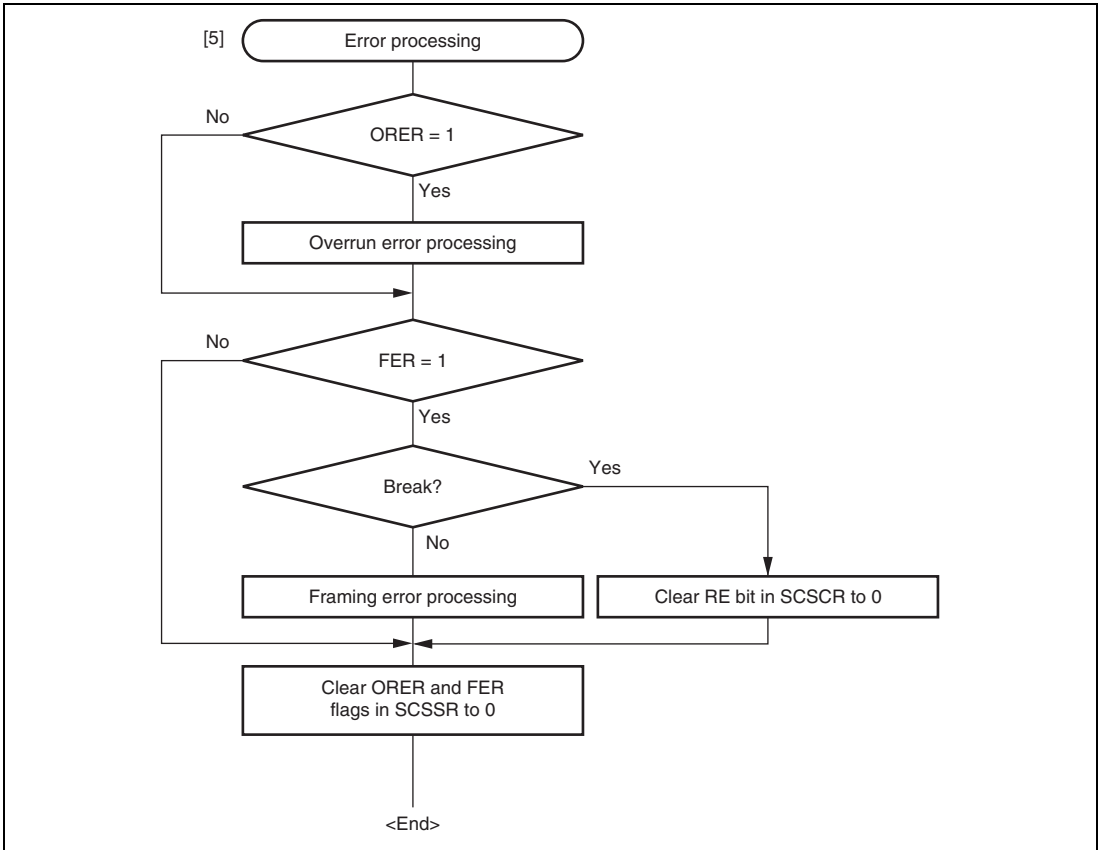 [5]
Error processing
No
ORER = 1
Yes
Overrun error processing
No
FER = 1
Yes
Break?
Yes
No
Framing error processing
Clear RE bit in SCSCR to 0
Clear ORER and FER
flags in SCSSR to 0
<End>